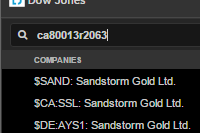 Dow Jones
ca80013r2063
COMPANIES
$SAND: Sandstorm Gold Ltd.
$CA:SSL: Sandstorm Gold Ltd.
$DE:AYS1: Sandstorm Gold Ltd.